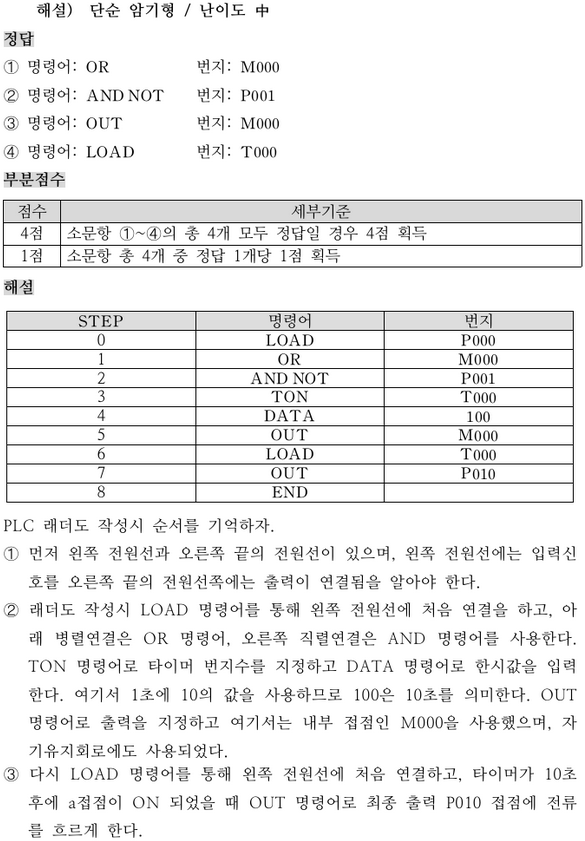 해설) 단순 암기형 / 난이도 中
정답
① 명령어: OR 번지: M000
② 명령어: AND NOT 번지: P001
③ 명령어: OUT 번지: M000
④ 명령어: LOAD 번지: T000
부분점수
점수 세부기준
4점 소문항 ①~④의 총 4개 모두 정답일 경우 4점 획득
1점 소문항 총 4개 중 정답 1개당 1점 획득
해설
STEP 명령어 번지
0 LOAD P000
1 OR M000
2 AND NOT P001
3 TON T000
4 DATA 100
5 OUT M000
6 LOAD T000
7 OUT P010
8 END
PLC 래더도 작성시 순서를 기억하자.
① 먼저 왼쪽 전원선과 오른쪽 끝의 전원선이 있으며, 왼쪽 전원선에는 입력신
호를 오른쪽 끝의 전원선쪽에는 출력이 연결됨을 알아야 한다.
② 래더도 작성시 LOAD 명령어를 통해 왼쪽 전원선에 처음 연결을 하고, 아
래 병렬연결은 OR 명령어, 오른쪽 직렬연결은 AND 명령어를 사용한다.
TON 명령어로 타이머 번지수를 지정하고 DATA 명령어로 한시값을 입력
한다. 여기서 1초에 10의 값을 사용하므로 100은 10초를 의미한다. OUT
명령어로 출력을 지정하고 여기서는 내부 접점인 M000을 사용했으며, 자
기유지회로에도 사용되었다.
③ 다시 LOAD 명령어를 통해 왼쪽 전원선에 처음 연결하고, 타이머가 10초
후에 a접점이 ON 되었을 때 OUT 명령어로 최종 출력 P010 접점에 전류
를 흐르게 한다.